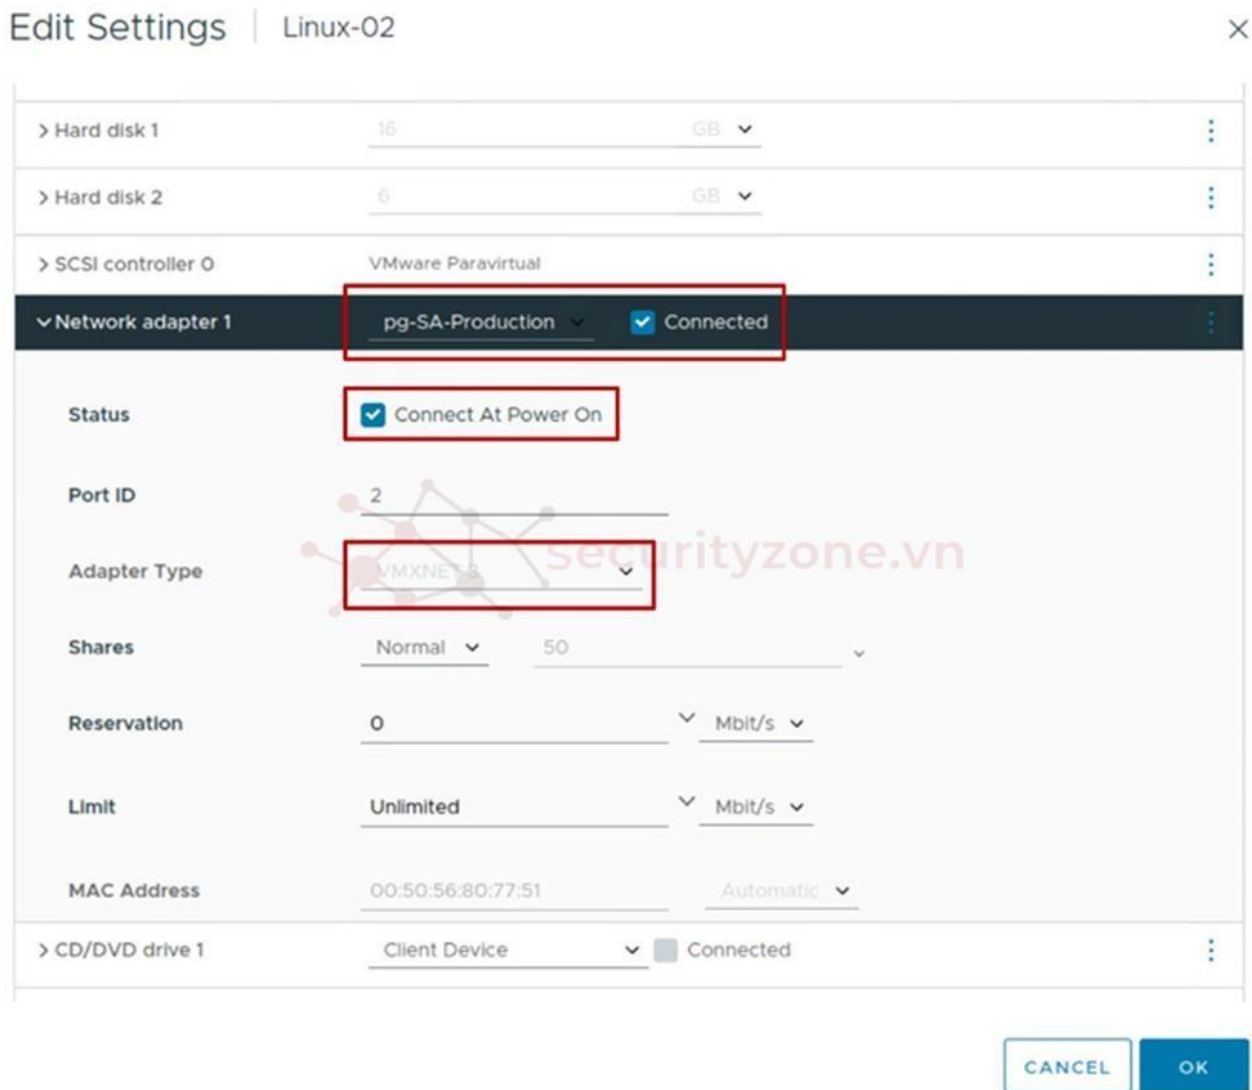 Edit Settings | Linux-02
Hard disk 1 16 GB
Hard disk 2 6 GB
SCSI controller 0 VMware Paravirtual
Network adapter 1 pg-SA-Production Connected
Status Connect At Power On
Port ID 2
securityzone.vn
Adapter Type VMXNET 3
Shares Normal 50
Reservation 0 Mbit/s
Limit Unlimited Mbit/s
MAC Address 00:50:56:80:77:51 Automatic
CD/DVD drive 1 Client Device Connected
CANCEL OK